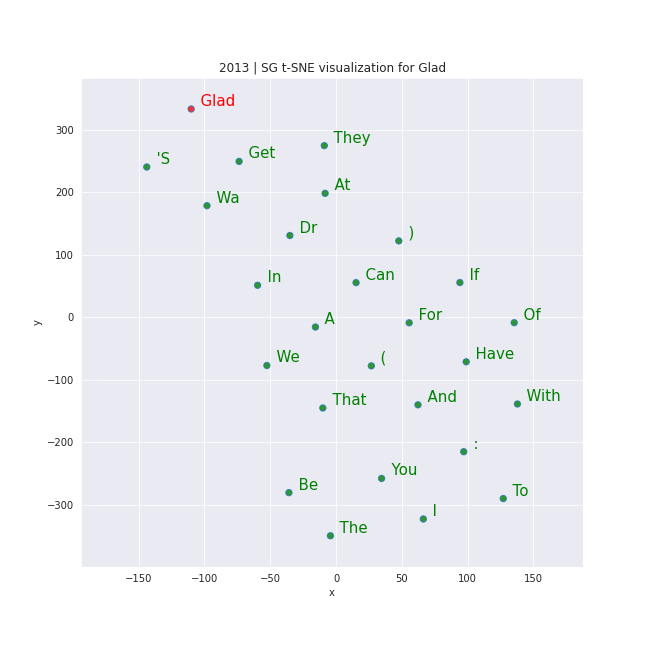 2013 | SG t-SNE visualization for Glad
Glad
They
'S
Get
At
Wa
Dr
)
In
Can
If
A
For
Of
We
(
Have
That
And
With
:
Be
You
To
The
I
300
200
100
0
−100
−200
−300
y
−150
−100
−50
0
50
100
150
x